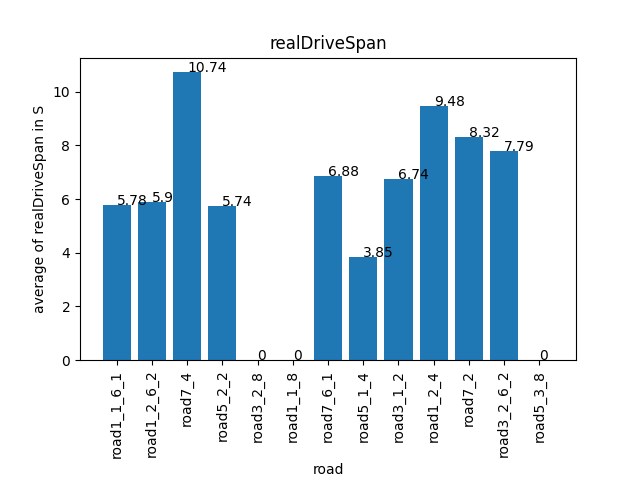 realDriveSpan
average of realDriveSpan in S
10
8
6
4
2
0
5.78
5.9
10.74
5.74
0
0
6.88
3.85
6.74
9.48
8.32
7.79
0
road1_1_6_1
road1_2_6_2
road7_4
road5_2_2
road3_2_8
road1_1_8
road7_6_1
road5_1_4
road3_1_2
road1_2_4
road7_2
road3_2_6_2
road5_3_8
road